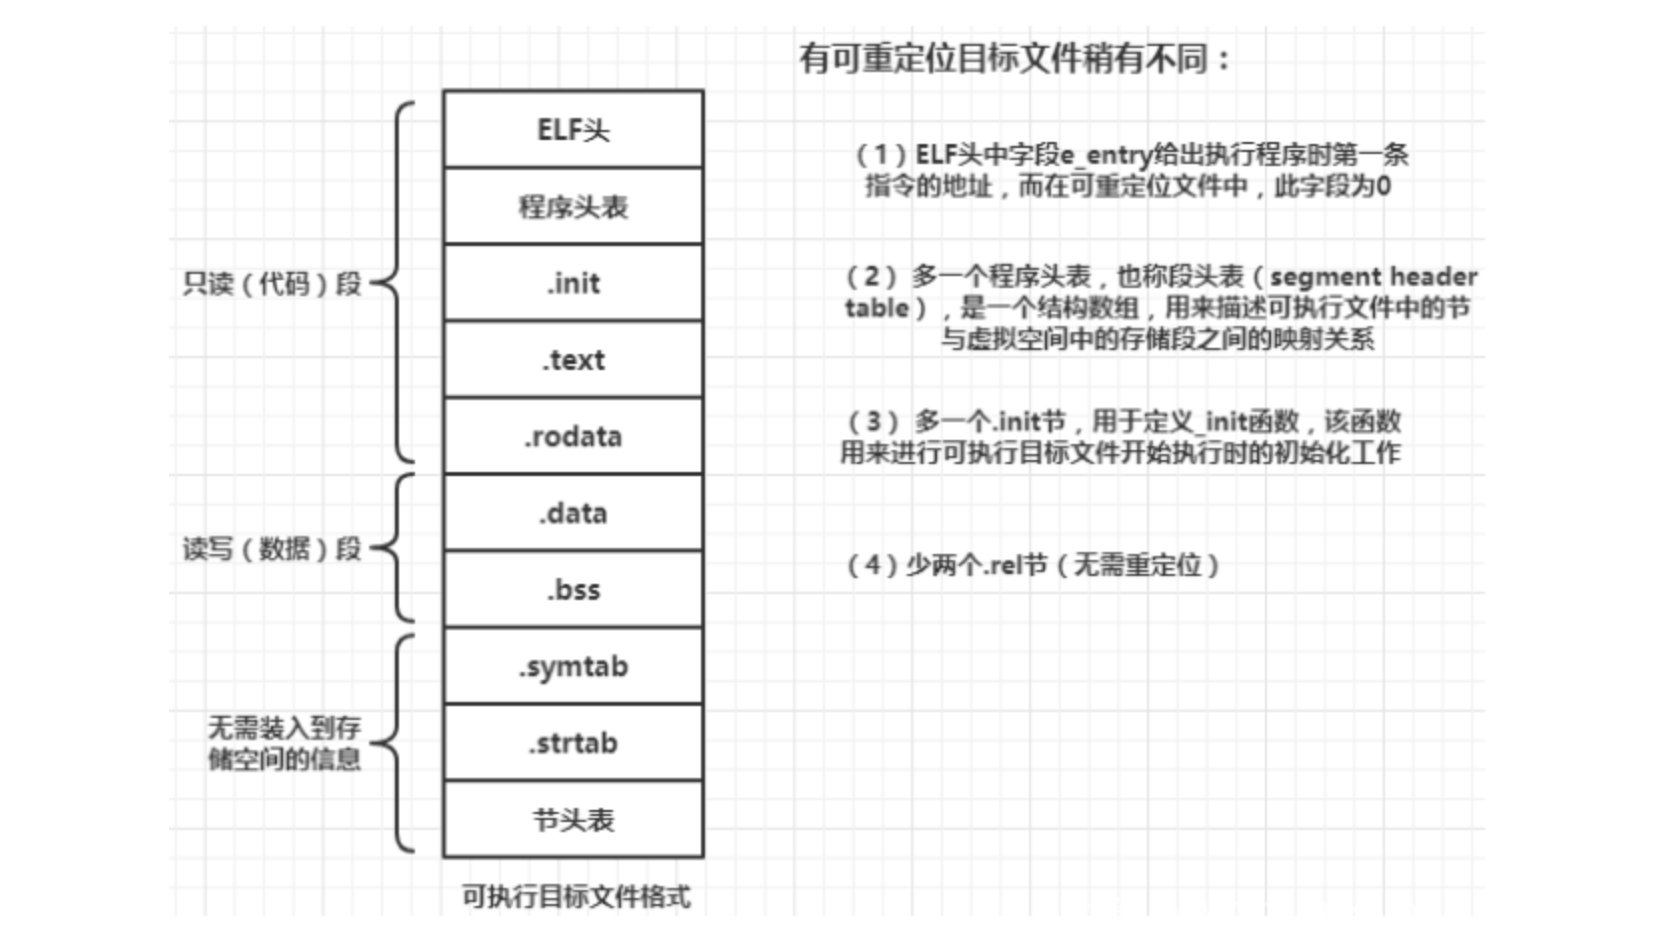 有可重定位目标文件稍有不同：
ELF头
程序头表
.init
.text
.rodata
.data
.bss
.symtab
.strtab
节头表
可执行目标文件格式
只读（代码）段
读写（数据）段
无需装入到存
储空间的信息
（1）ELF头中字段e_entry给出执行程序时第一条
指令的地址，而在可重定位文件中，此字段为0
（2） 多一个程序头表，也称段头表（segment header
table），是一个结构数组，用来描述可执行文件中的节
与虚拟空间中的存储段之间的映射关系
（3） 多一个.init节，用于定义_init函数，该函数
用来进行可执行目标文件开始执行时的初始化工作
（4）少两个.rel节（无需重定位）